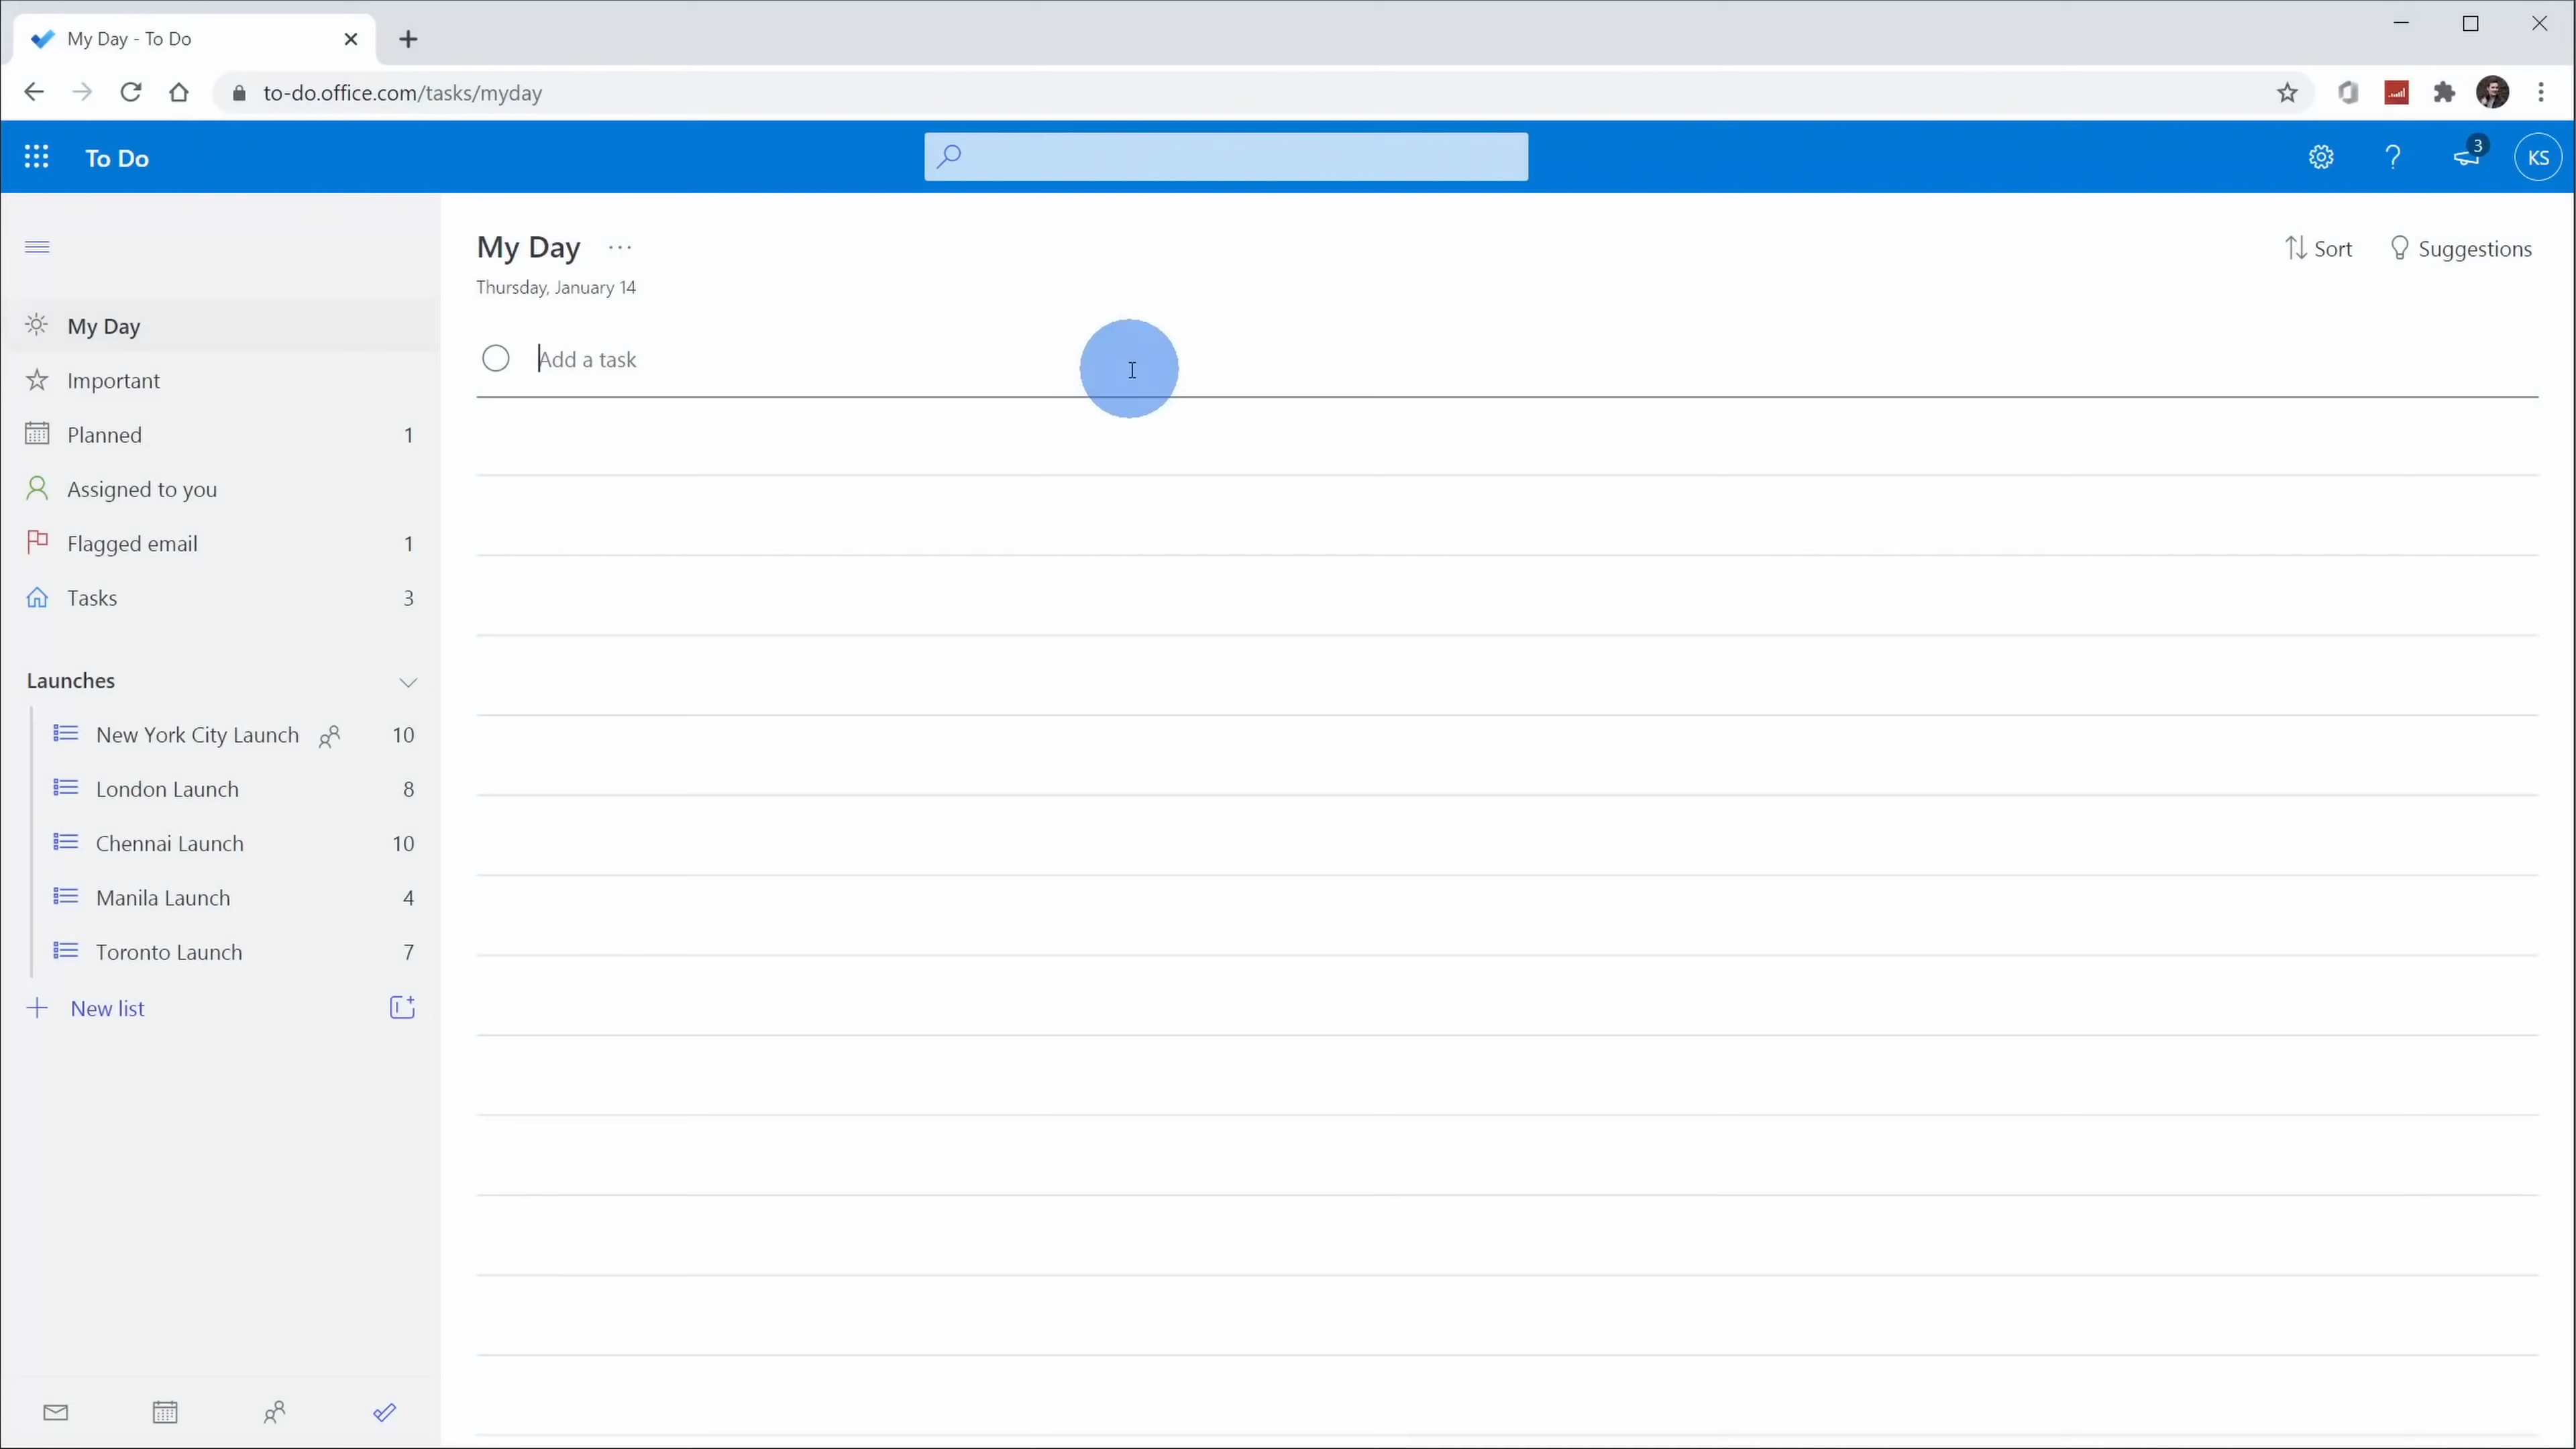 My Day - To Do
to-do.office.com/tasks/myday
To Do
3
KS
My Day
Thursday, January 14
Sort
Suggestions
Add a task
My Day
Important
Planned 1
Assigned to you
Flagged email 1
Tasks 3
Launches
New York City Launch 10
London Launch 8
Chennai Launch 10
Manila Launch 4
Toronto Launch 7
New list